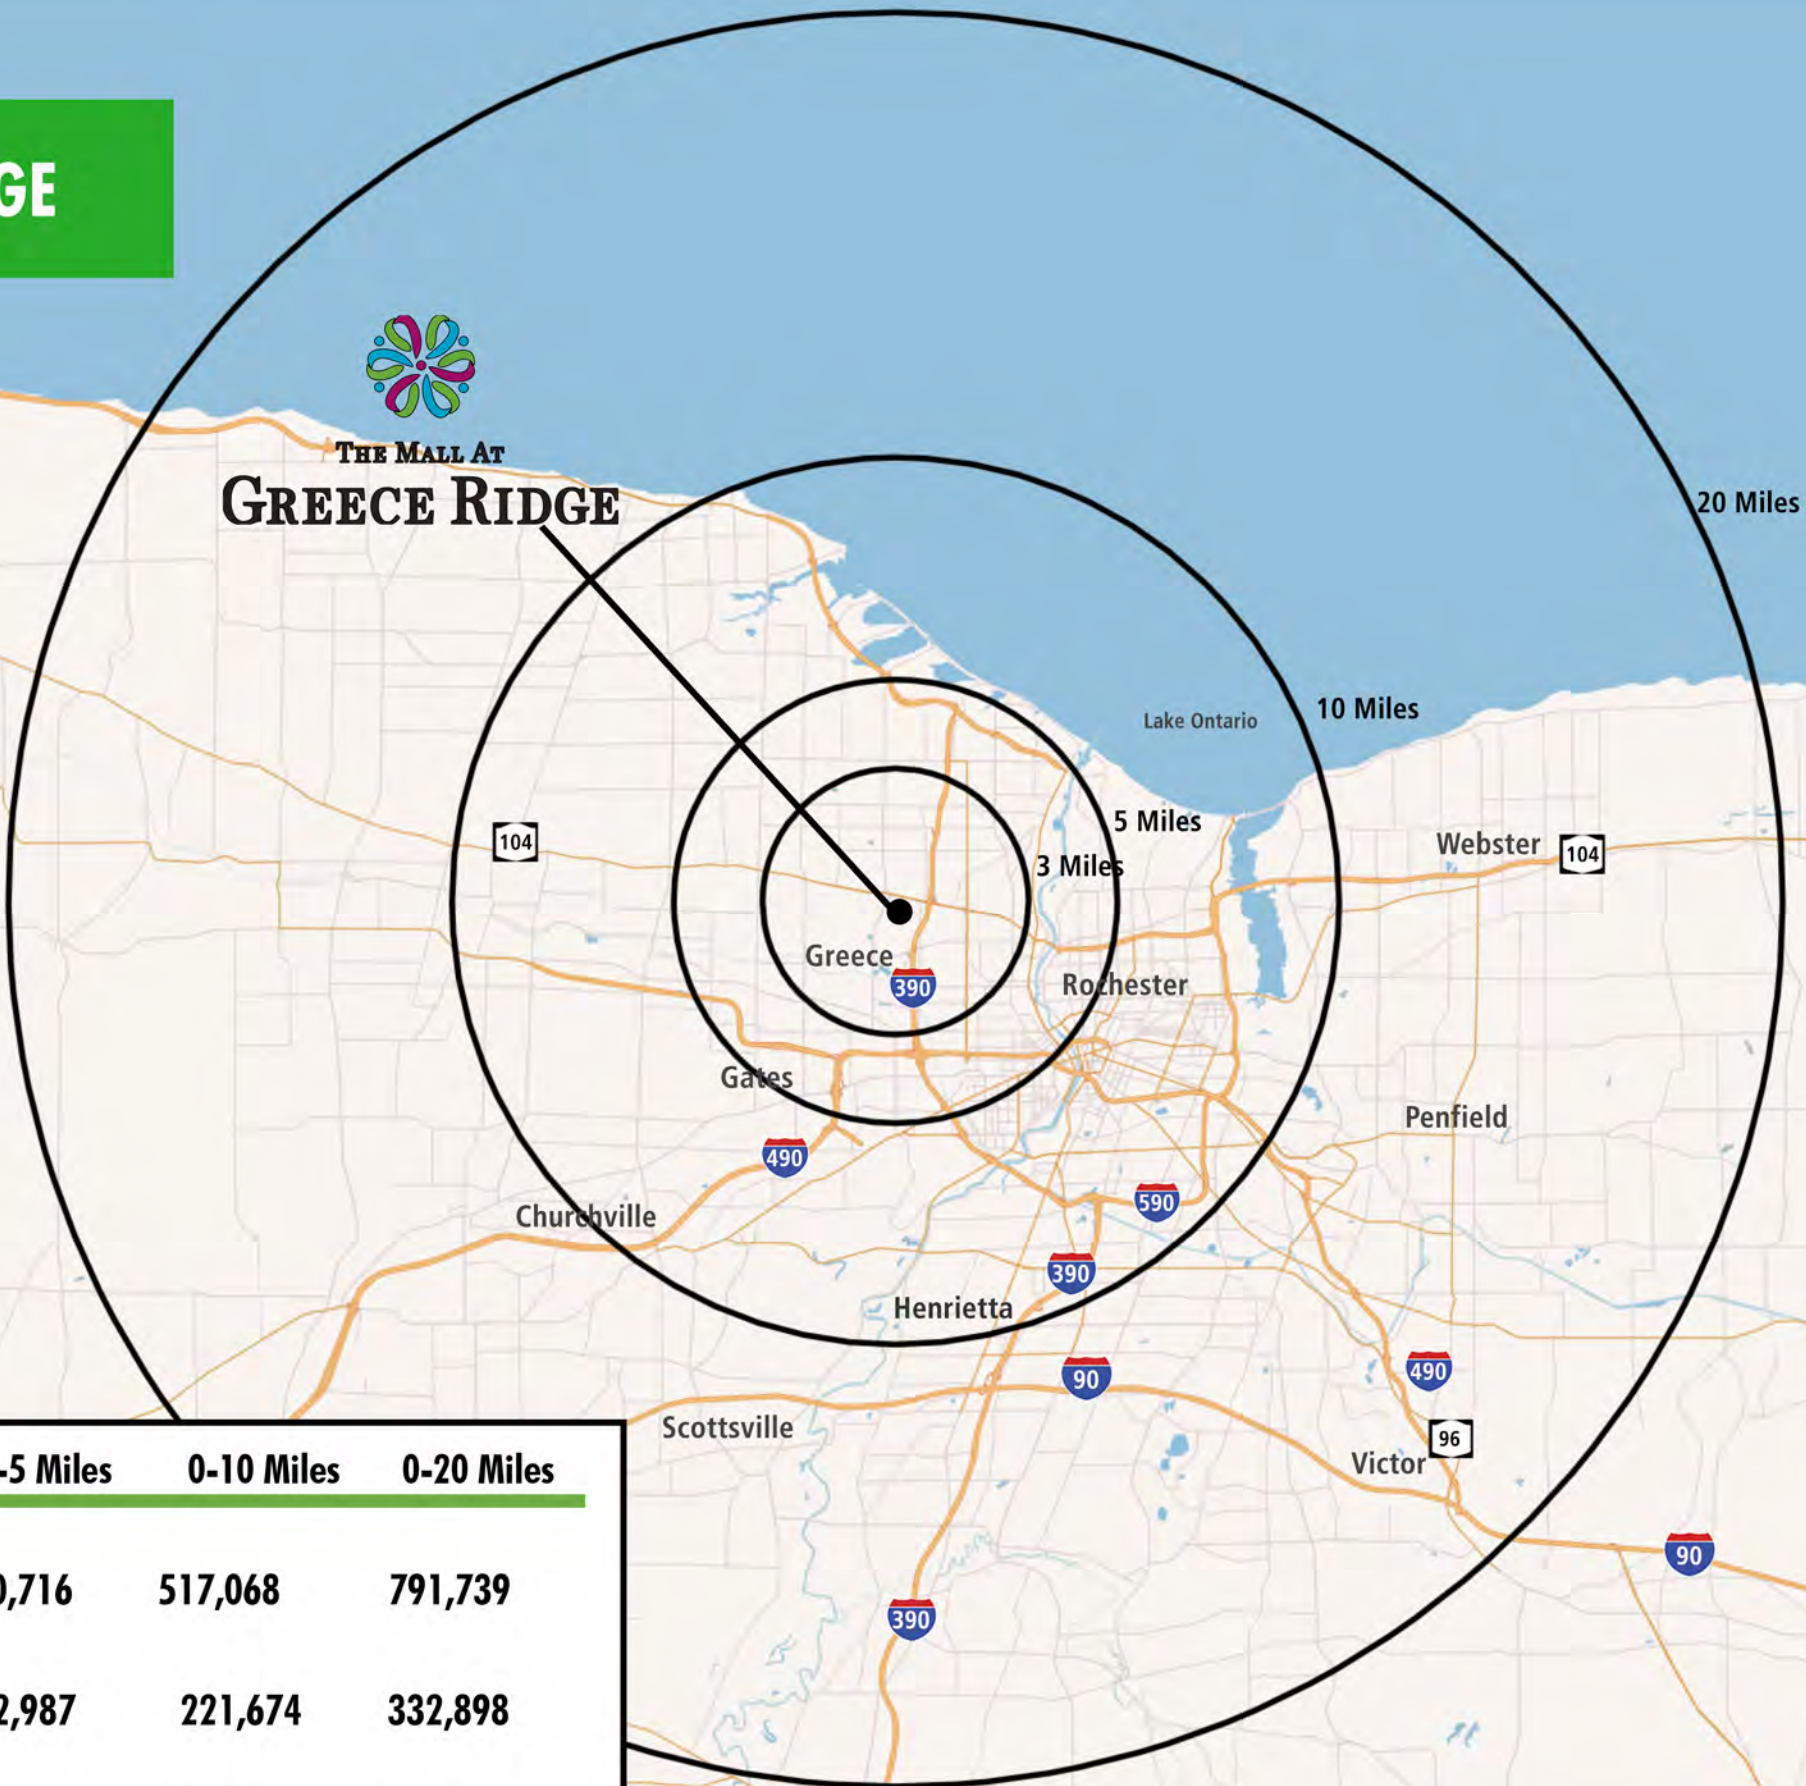 GE
THE MALL AT
GREECE RIDGE
20 Miles
10 Miles
Lake Ontario
5 Miles
104
Webster
104
3 Miles
Greece
390
Rochester
Gates
Penfield
490
590
Churchville
390
Henrietta
90
490
Scottsville
96
Victor
90
390
-5 Miles 0-10 Miles 0-20 Miles
0,716 517,068 791,739
2,987 221,674 332,898